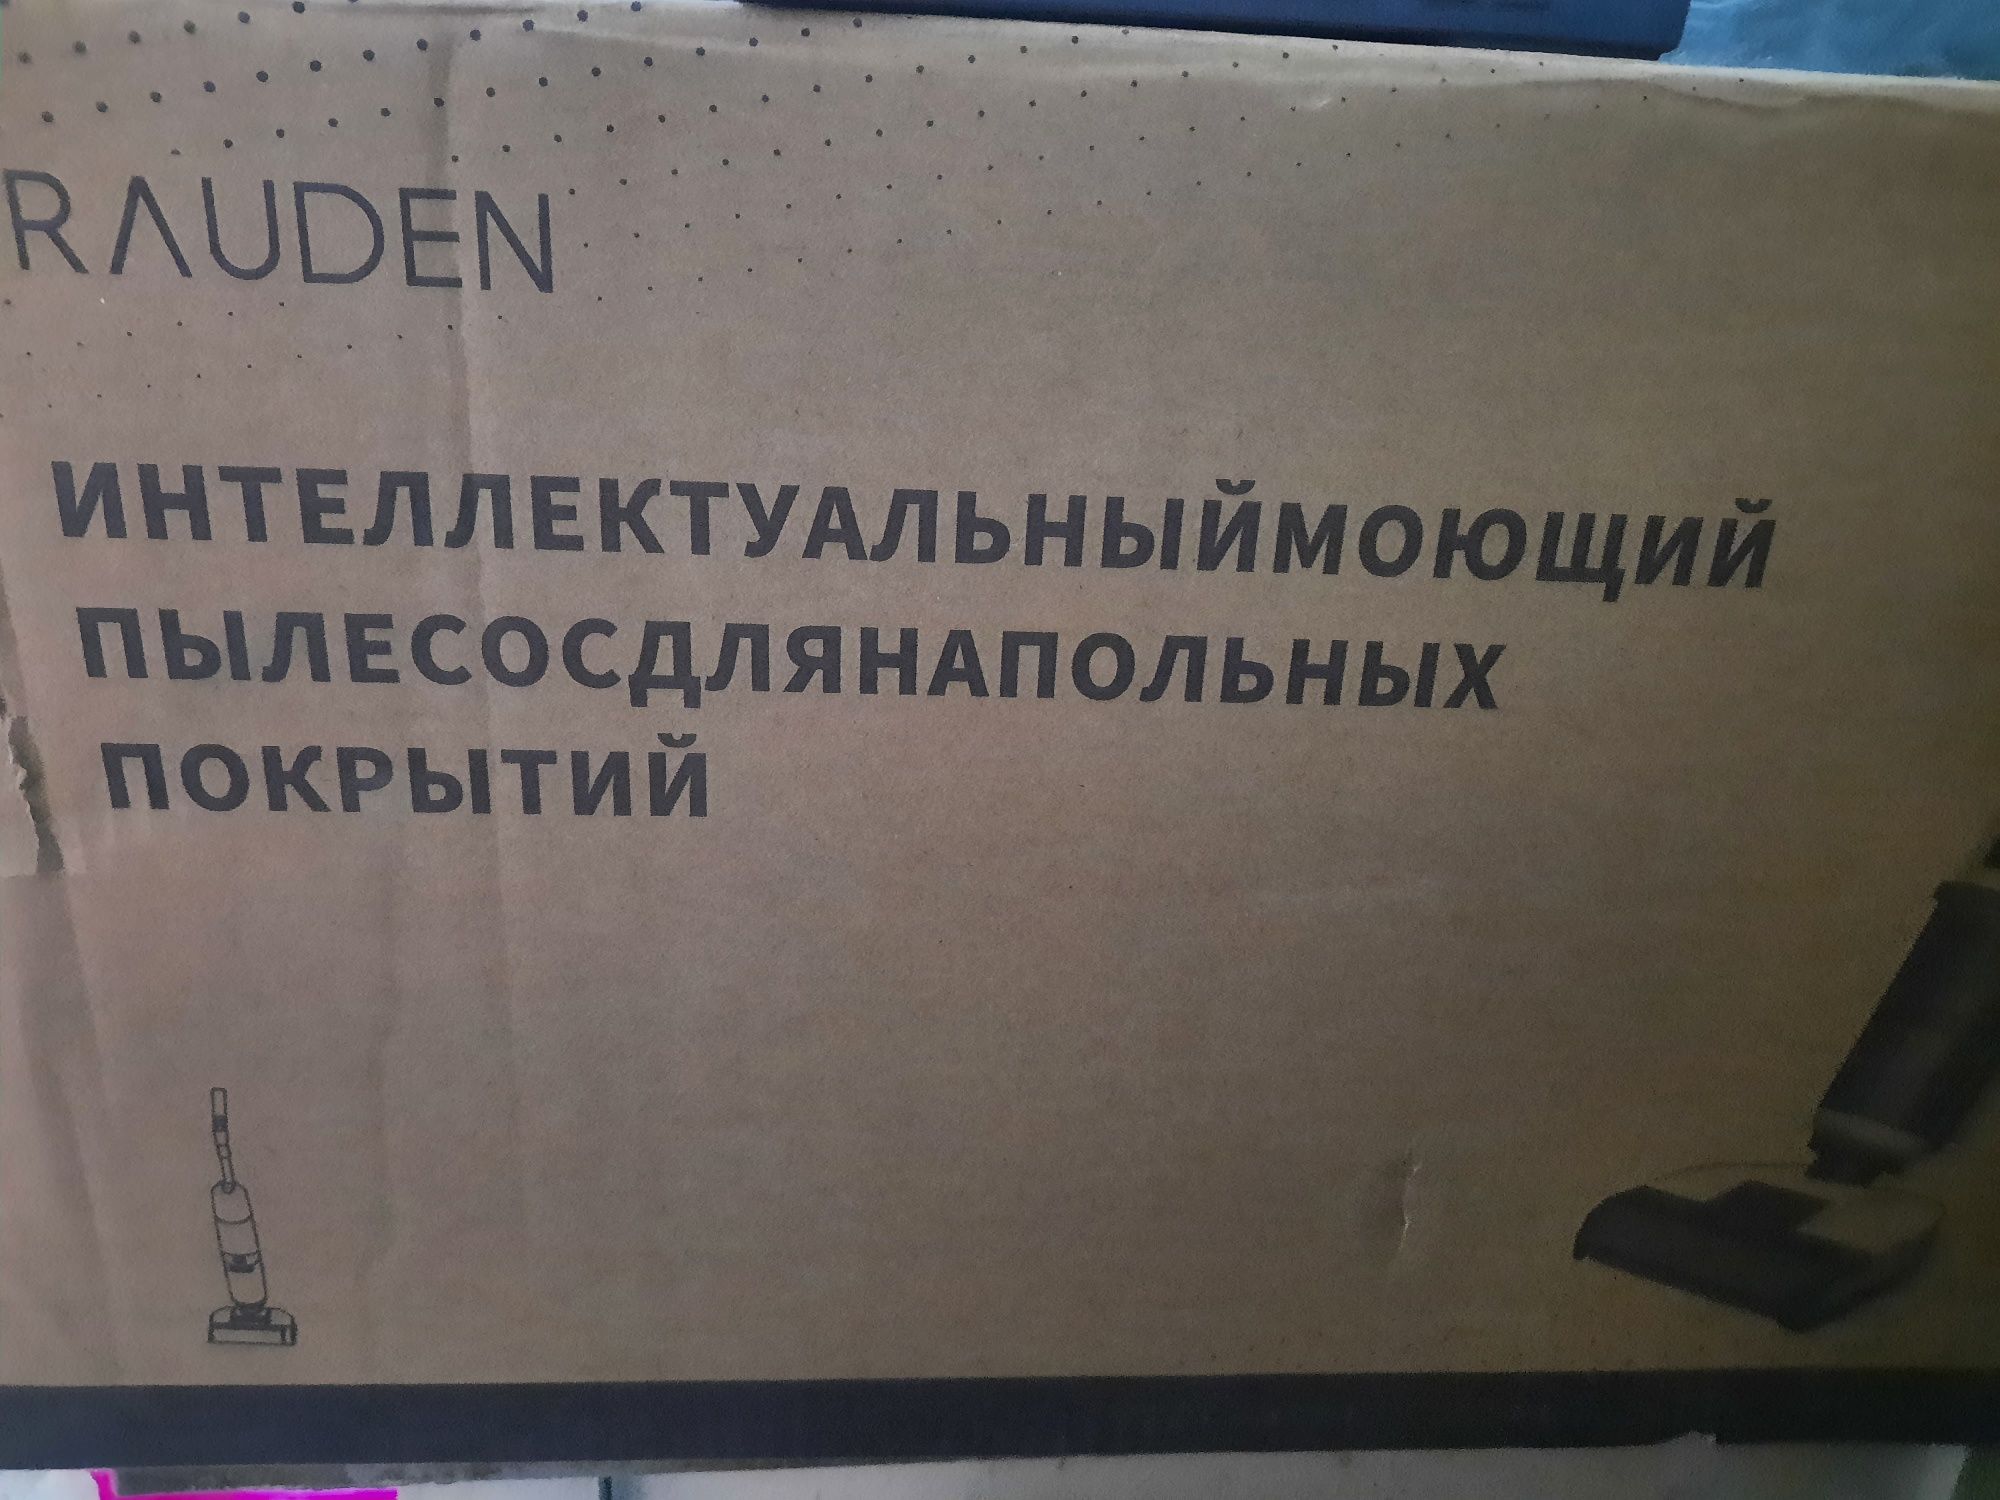 RAUDEN
ИНТЕЛЛЕКТУАЛЬНЫЙМОЮЩИЙ
ПЫЛЕСОСДЛЯНАПОЛЬНЫХ
ПОКРЫТИЙ